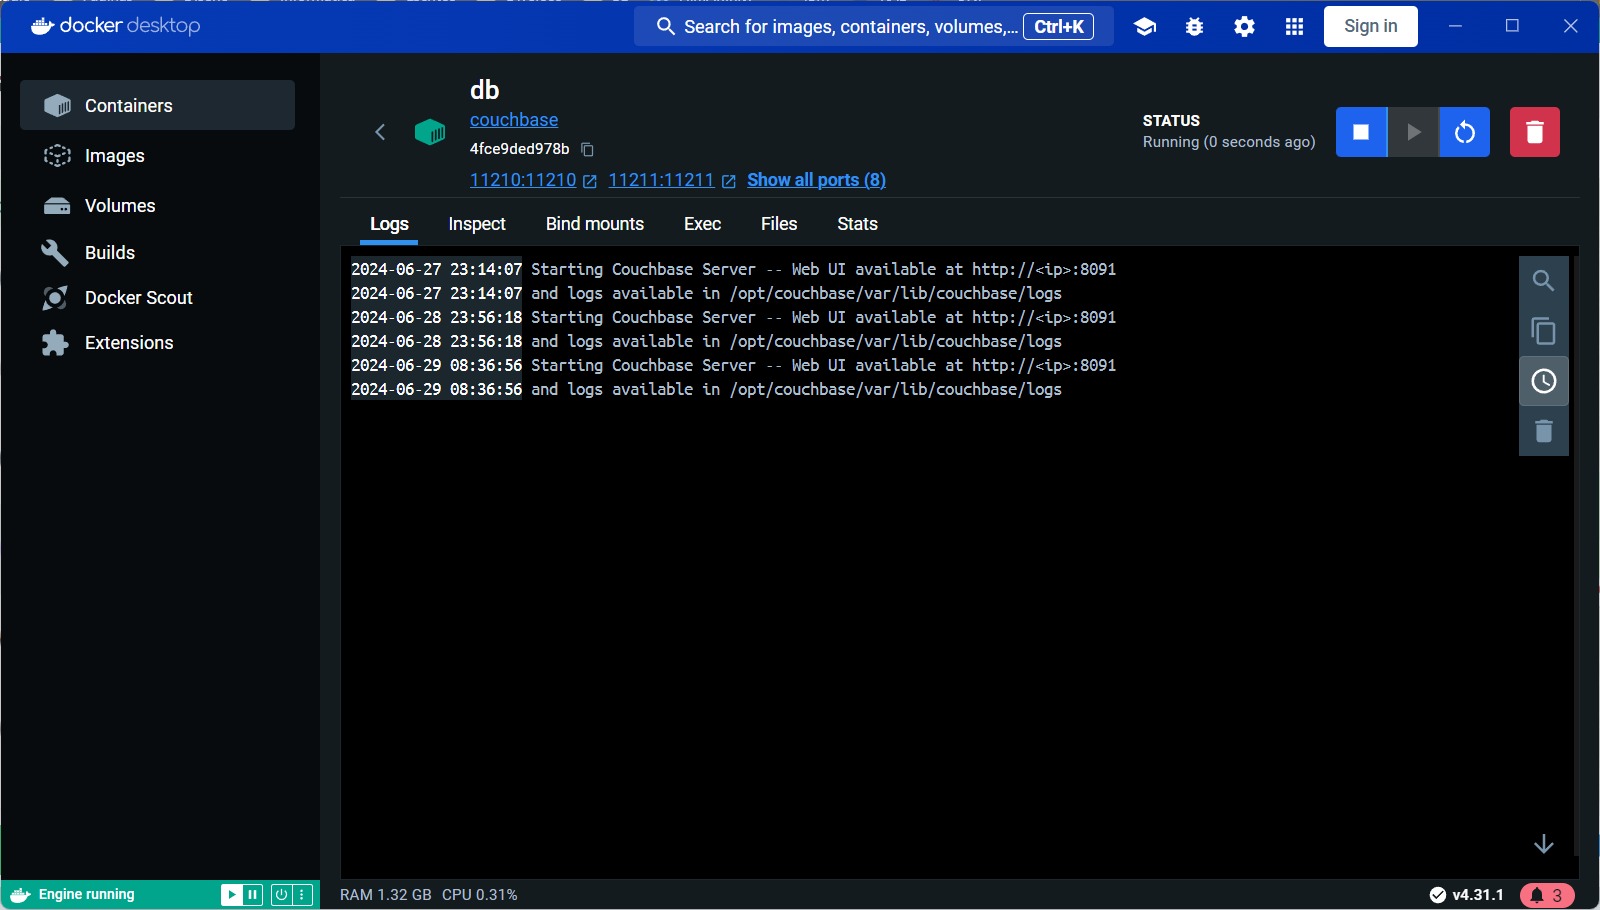 docker desktop
Search for images, containers, volumes,... Ctrl+K
Sign in
Containers
Images
Volumes
Builds
Docker Scout
Extensions
db
couchbase
4fce9ded978b
11210:11210 11211:11211 Show all ports (8)
STATUS
Running (0 seconds ago)
Logs Inspect Bind mounts Exec Files Stats
2024-06-27 23:14:07 Starting Couchbase Server -- Web UI available at http://<ip>:8091
2024-06-27 23:14:07 and logs available in /opt/couchbase/var/lib/couchbase/logs
2024-06-28 23:56:18 Starting Couchbase Server -- Web UI available at http://<ip>:8091
2024-06-28 23:56:18 and logs available in /opt/couchbase/var/lib/couchbase/logs
2024-06-29 08:36:56 Starting Couchbase Server -- Web UI available at http://<ip>:8091
2024-06-29 08:36:56 and logs available in /opt/couchbase/var/lib/couchbase/logs
Engine running
RAM 1.32 GB CPU 0.31%
v4.31.1
3